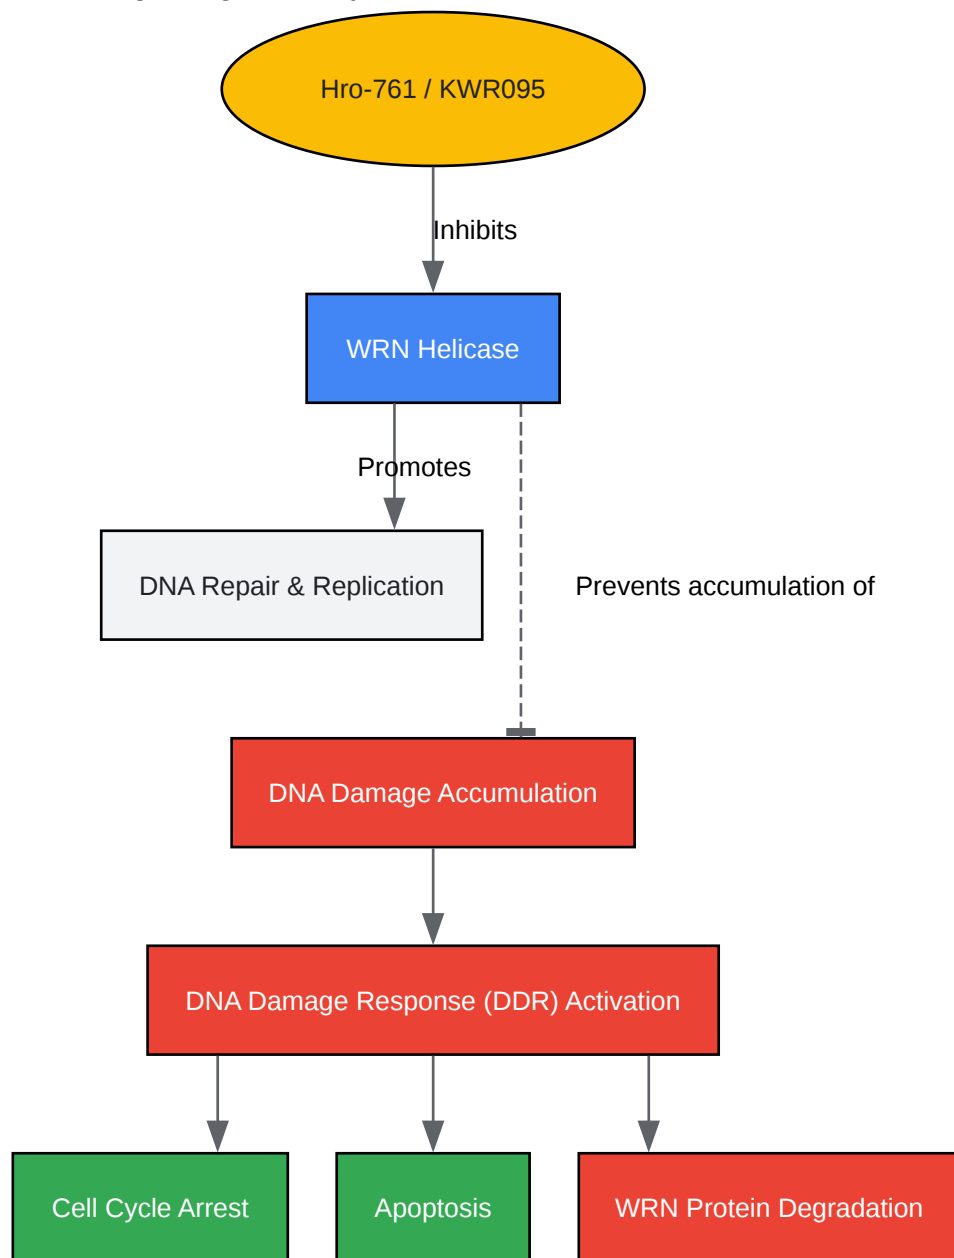 Hro-761 / KWR095
Inhibits
WRN Helicase
Promotes
DNA Repair & Replication
Prevents accumulation of
DNA Damage Accumulation
DNA Damage Response (DDR) Activation
Cell Cycle Arrest
Apoptosis
WRN Protein Degradation